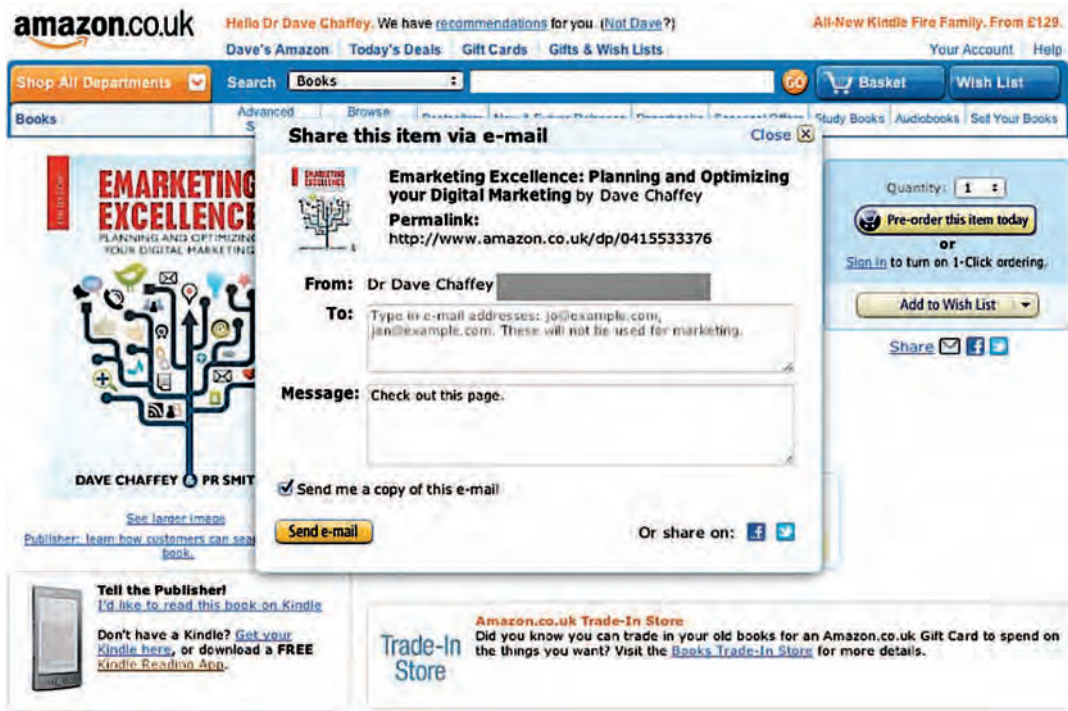 amazon.co.uk
Hello Dr Dave Chaffey. We have recommendations for you. (Not Dave?)
All-New Kindle Fire Family. From £129.
Dave's Amazon Today's Deals Gift Cards Gifts & Wish Lists
Your Account Help
Shop All Departments
Search Books
GO
Basket
Wish List
Books
Advanced
Browse
Study Books Audiobooks Sell Your Books
Share this item via e-mail
Close
EMARKETING
EXCELLENCE
PLANNING AND OPTIMIZING
YOUR DIGITAL MARKETING
DAVE CHAFFEY & PR SMIT
See larger image
Publisher: learn how customers can sea
book.
EMARKETING
EXCELLENCE
Emarketing Excellence: Planning and Optimizing
your Digital Marketing by Dave Chaffey
Permalink:
http://www.amazon.co.uk/dp/0415533376
From: Dr Dave Chaffey
To: Type in e-mail addresses: jo@example.com,
jan@example.com. These will not be used for marketing.
Message: Check out this page.
Send me a copy of this e-mail
Send e-mail
Or share on:
Quantity: 1
Pre-order this item today
or
Sign in to turn on 1-Click ordering.
Add to Wish List
Share
Tell the Publisher!
I'd like to read this book on Kindle
Don't have a Kindle? Get your
Kindle here, or download a FREE
Kindle Reading App.
Trade-In
Store
Amazon.co.uk Trade-In Store
Did you know you can trade in your old books for an Amazon.co.uk Gift Card to spend on
the things you want? Visit the Books Trade-In Store for more details.